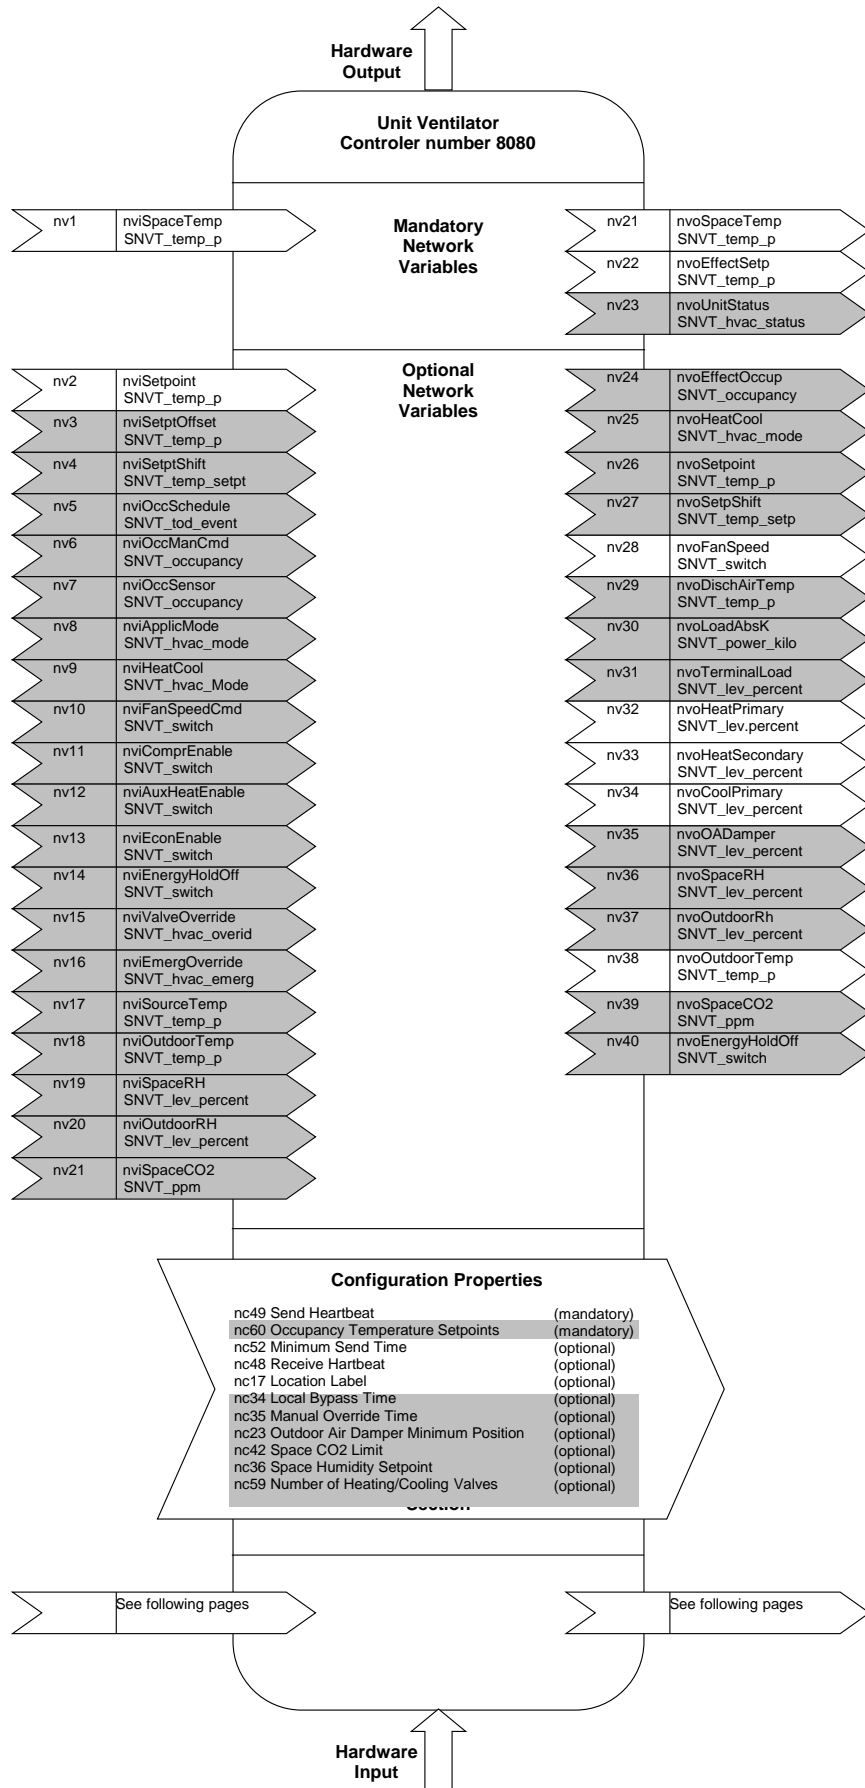 Hardware
Output
Unit Ventilator
Controler number 8080
Mandatory
Network
Variables
nv1 nviSpaceTemp
SNVT_temp_p
nv21 nvoSpaceTemp
SNVT_temp_p
nv22 nvoEffectSetp
SNVT_temp_p
nv23 nvoUnitStatus
SNVT_hvac_status
Optional
Network
Variables
nv2 nviSetpoint
SNVT_temp_p
nv3 nviSetptOffset
SNVT_temp_p
nv4 nviSetptShift
SNVT_temp_setpt
nv5 nviOccSchedule
SNVT_tod_event
nv6 nviOccManCmd
SNVT_occupancy
nv7 nviOccSensor
SNVT_occupancy
nv8 nviApplicMode
SNVT_hvac_mode
nv9 nviHeatCool
SNVT_hvac_Mode
nv10 nviFanSpeedCmd
SNVT_switch
nv11 nviComprEnable
SNVT_switch
nv12 nviAuxHeatEnable
SNVT_switch
nv13 nviEconEnable
SNVT_switch
nv14 nviEnergyHoldOff
SNVT_switch
nv15 nviValveOverride
SNVT_hvac_overid
nv16 nviEmergOverride
SNVT_hvac_emerg
nv17 nviSourceTemp
SNVT_temp_p
nv18 nviOutdoorTemp
SNVT_temp_p
nv19 nviSpaceRH
SNVT_lev_percent
nv20 nviOutdoorRH
SNVT_lev_percent
nv21 nviSpaceCO2
SNVT_ppm
nv24 nvoEffectOccup
SNVT_occupancy
nv25 nvoHeatCool
SNVT_hvac_mode
nv26 nvoSetpoint
SNVT_temp_p
nv27 nvoSetpShift
SNVT_temp_setp
nv28 nvoFanSpeed
SNVT_switch
nv29 nvoDischAirTemp
SNVT_temp_p
nv30 nvoLoadAbsK
SNVT_power_kilo
nv31 nvoTerminalLoad
SNVT_lev_percent
nv32 nvoHeatPrimary
SNVT_lev.percent
nv33 nvoHeatSecondary
SNVT_lev_percent
nv34 nvoCoolPrimary
SNVT_lev_percent
nv35 nvoOADamper
SNVT_lev_percent
nv36 nvoSpaceRH
SNVT_lev_percent
nv37 nvoOutdoorRh
SNVT_lev_percent
nv38 nvoOutdoorTemp
SNVT_temp_p
nv39 nvoSpaceCO2
SNVT_ppm
nv40 nvoEnergyHoldOff
SNVT_switch
Configuration Properties
nc49 Send Heartbeat (mandatory)
nc60 Occupancy Temperature Setpoints (mandatory)
nc52 Minimum Send Time (optional)
nc48 Receive Hartbeat (optional)
nc17 Location Label (optional)
nc34 Local Bypass Time (optional)
nc35 Manual Override Time (optional)
nc23 Outdoor Air Damper Minimum Position (optional)
nc42 Space CO2 Limit (optional)
nc36 Space Humidity Setpoint (optional)
nc59 Number of Heating/Cooling Valves (optional)
Section
See following pages
See following pages
Hardware
Input